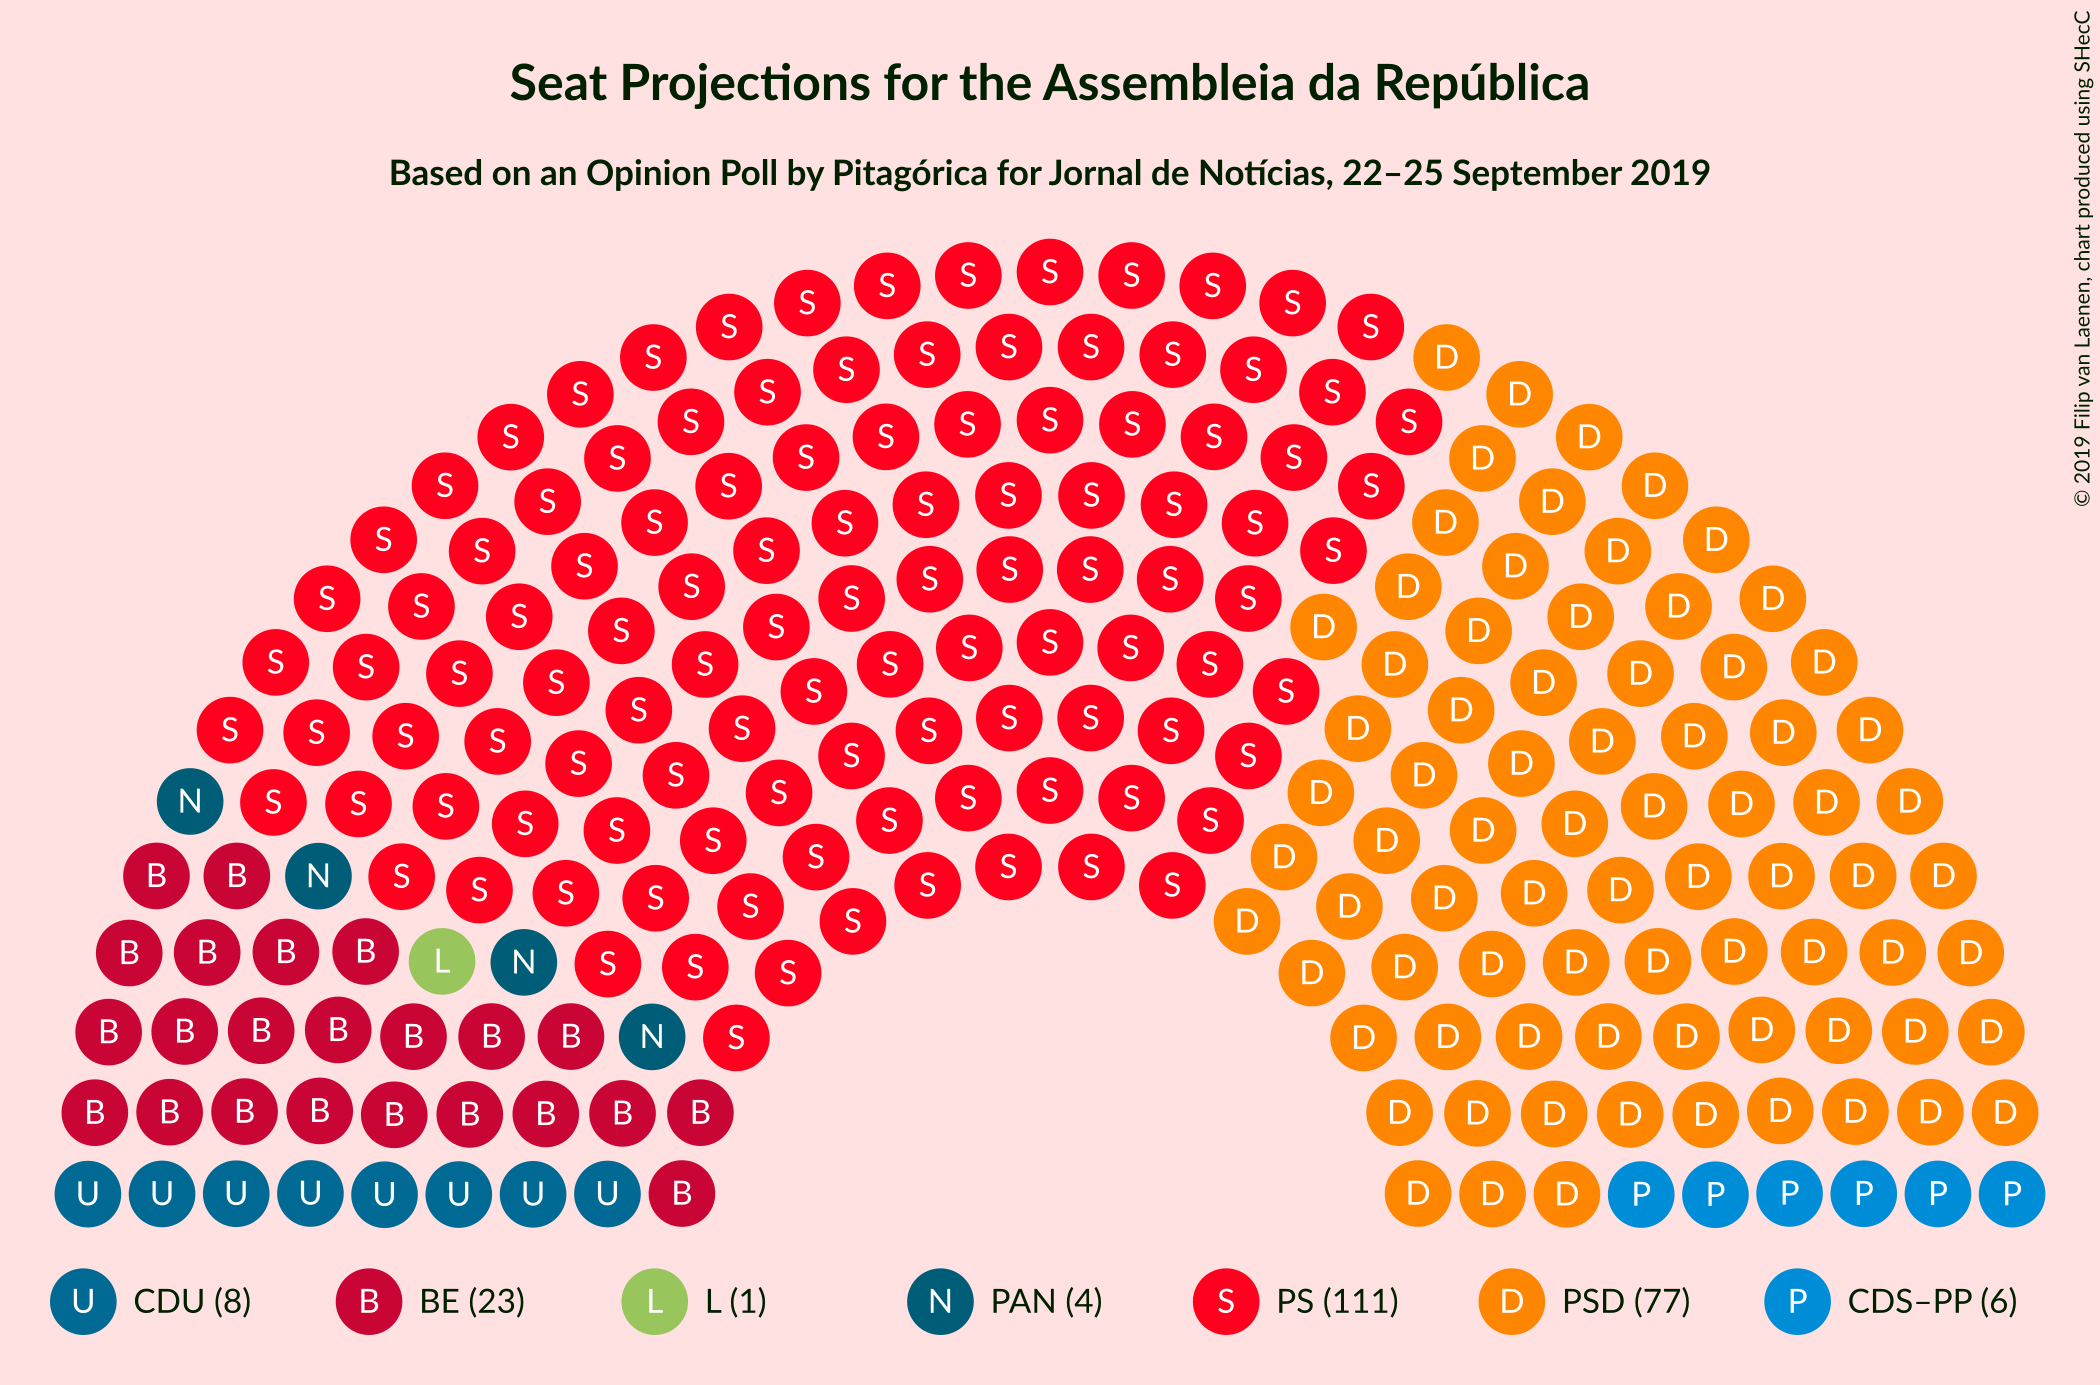 Seat Projections for the Assembleia da República
Based on an Opinion Poll by Pitagórica for Jornal de Notícias, 22–25 September 2019
© 2019 Filip van Laenen, chart produced using SHecC
S S S S S S S S S S S S S S S S S S D D D D D D D D D
N S S S S S S S S S S S S S S S S S D D D D D D D D
B B N S S S S S S S S S S S S S S S D D D D D D D D
B B B B L N S S S S S S S S S S S S D D D D D D D D
B B B B B B B N S S S S S S S S S S D D D D D D D D
B B B B B B B B B S S S S S S S S S D D D D D D D D
U U U U U U U U B D D D P P P P P P
U CDU (8)
B BE (23)
L L (1)
N PAN (4)
S PS (111)
D PSD (77)
P CDS–PP (6)